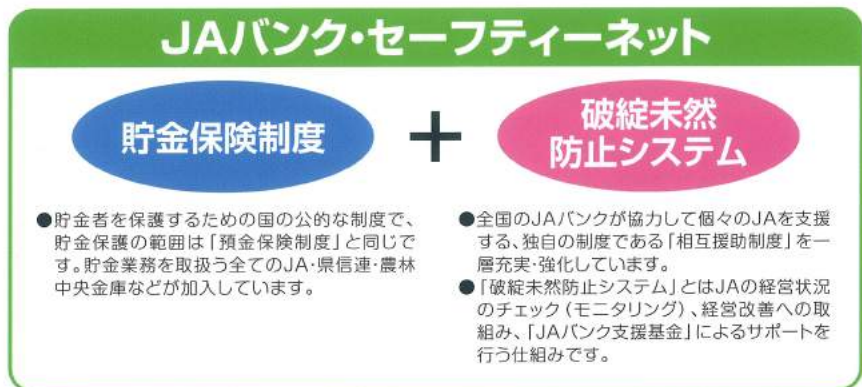 JAバンク・セーフティーネット
貯金保険制度
+
破綻未然
防止システム
●貯金者を保護するための国の公的な制度で、
貯金保護の範囲は「預金保険制度」と同じで
す。貯金業務を取扱う全てのJA・県信連・農林
中央金庫などが加入しています。
●全国のJAバンクが協力して個々のJAを支援
する、独自の制度である「相互援助制度」を一
層充実・強化しています。
●「破綻未然防止システム」とはJAの経営状況
のチェック(モニタリング)、経営改善への取
組み、「JAバンク支援基金」によるサポートを
行う仕組みです。